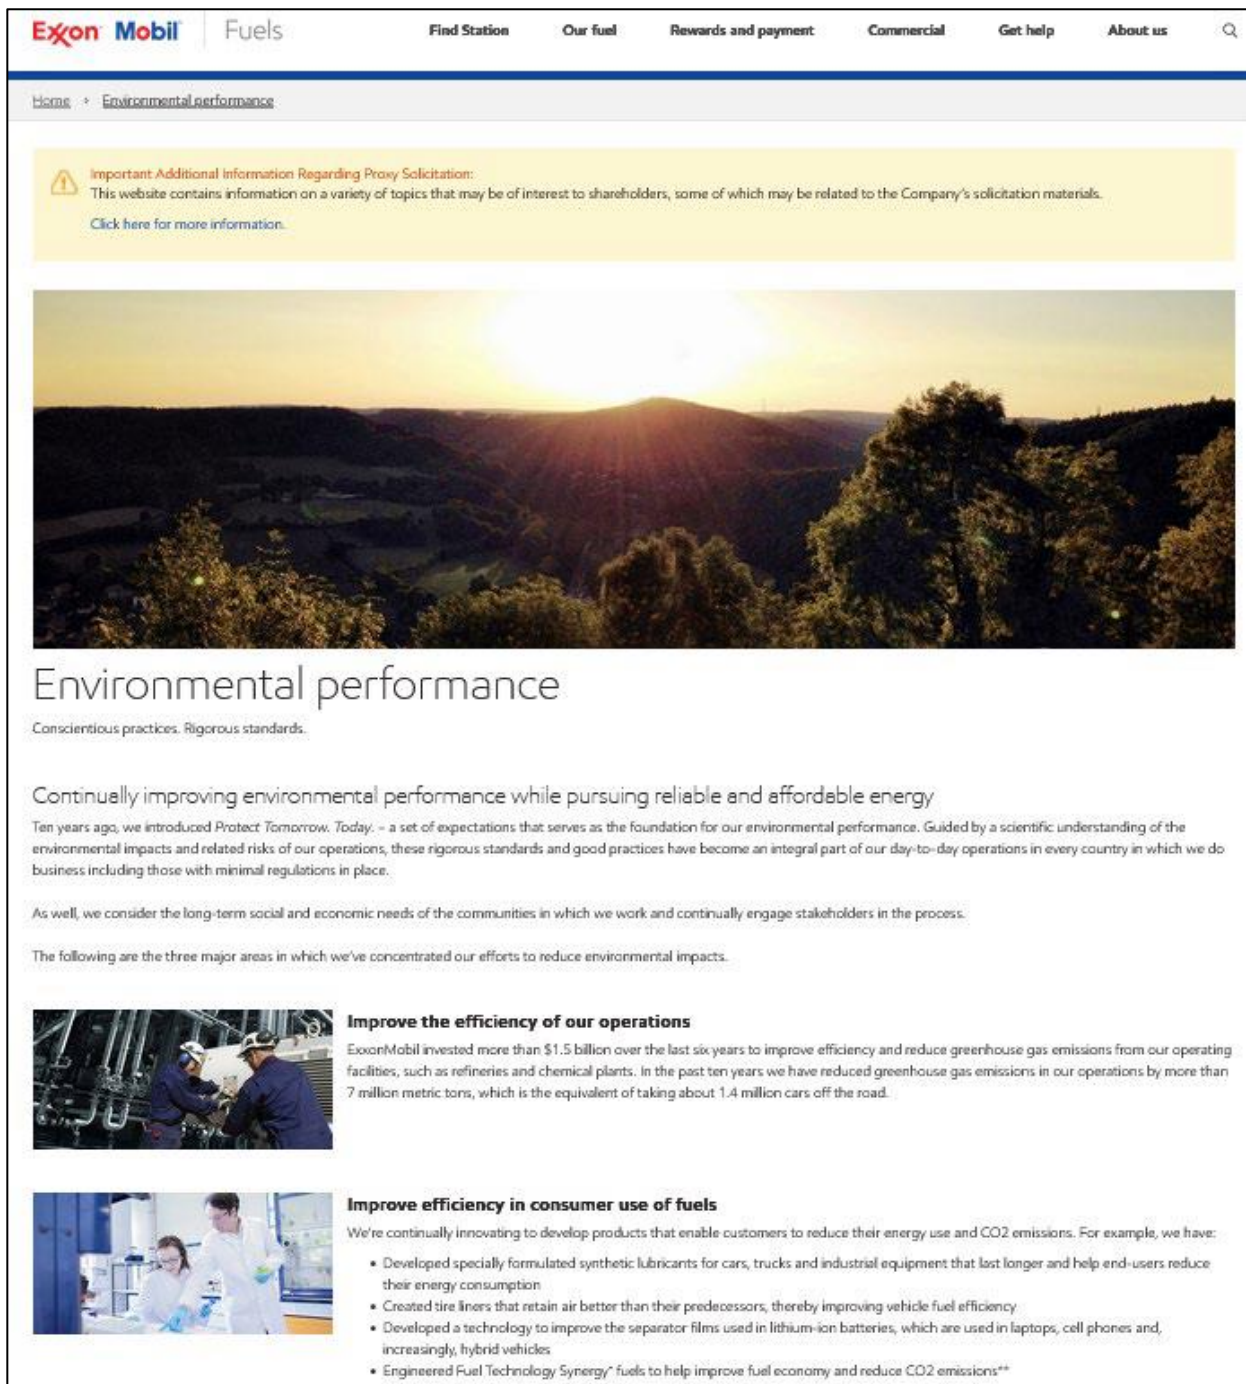 Exxon Mobil Fuels Find Station Our fuel Rewards and payment Commercial Get help About us
Home > Environmental performance
Important Additional Information Regarding Proxy Solicitation:
This website contains information on a variety of topics that may be of interest to shareholders, some of which may be related to the Company's solicitation materials.
Click here for more information.
Environmental performance
Conscientious practices. Rigorous standards.
Continually improving environmental performance while pursuing reliable and affordable energy
Ten years ago, we introduced Protect Tomorrow. Today. – a set of expectations that serves as the foundation for our environmental performance. Guided by a scientific understanding of the
environmental impacts and related risks of our operations, these rigorous standards and good practices have become an integral part of our day-to-day operations in every country in which we do
business including those with minimal regulations in place.
As well, we consider the long-term social and economic needs of the communities in which we work and continually engage stakeholders in the process.
The following are the three major areas in which we've concentrated our efforts to reduce environmental impacts.
Improve the efficiency of our operations
ExxonMobil invested more than $1.5 billion over the last six years to improve efficiency and reduce greenhouse gas emissions from our operating
facilities, such as refineries and chemical plants. In the past ten years we have reduced greenhouse gas emissions in our operations by more than
7 million metric tons, which is the equivalent of taking about 1.4 million cars off the road.
Improve efficiency in consumer use of fuels
We're continually innovating to develop products that enable customers to reduce their energy use and CO2 emissions. For example, we have:
• Developed specially formulated synthetic lubricants for cars, trucks and industrial equipment that last longer and help end-users reduce
their energy consumption
• Created tire liners that retain air better than their predecessors, thereby improving vehicle fuel efficiency
• Developed a technology to improve the separator films used in lithium-ion batteries, which are used in laptops, cell phones and,
increasingly, hybrid vehicles
• Engineered Fuel Technology Synergy* fuels to help improve fuel economy and reduce CO2 emissions**